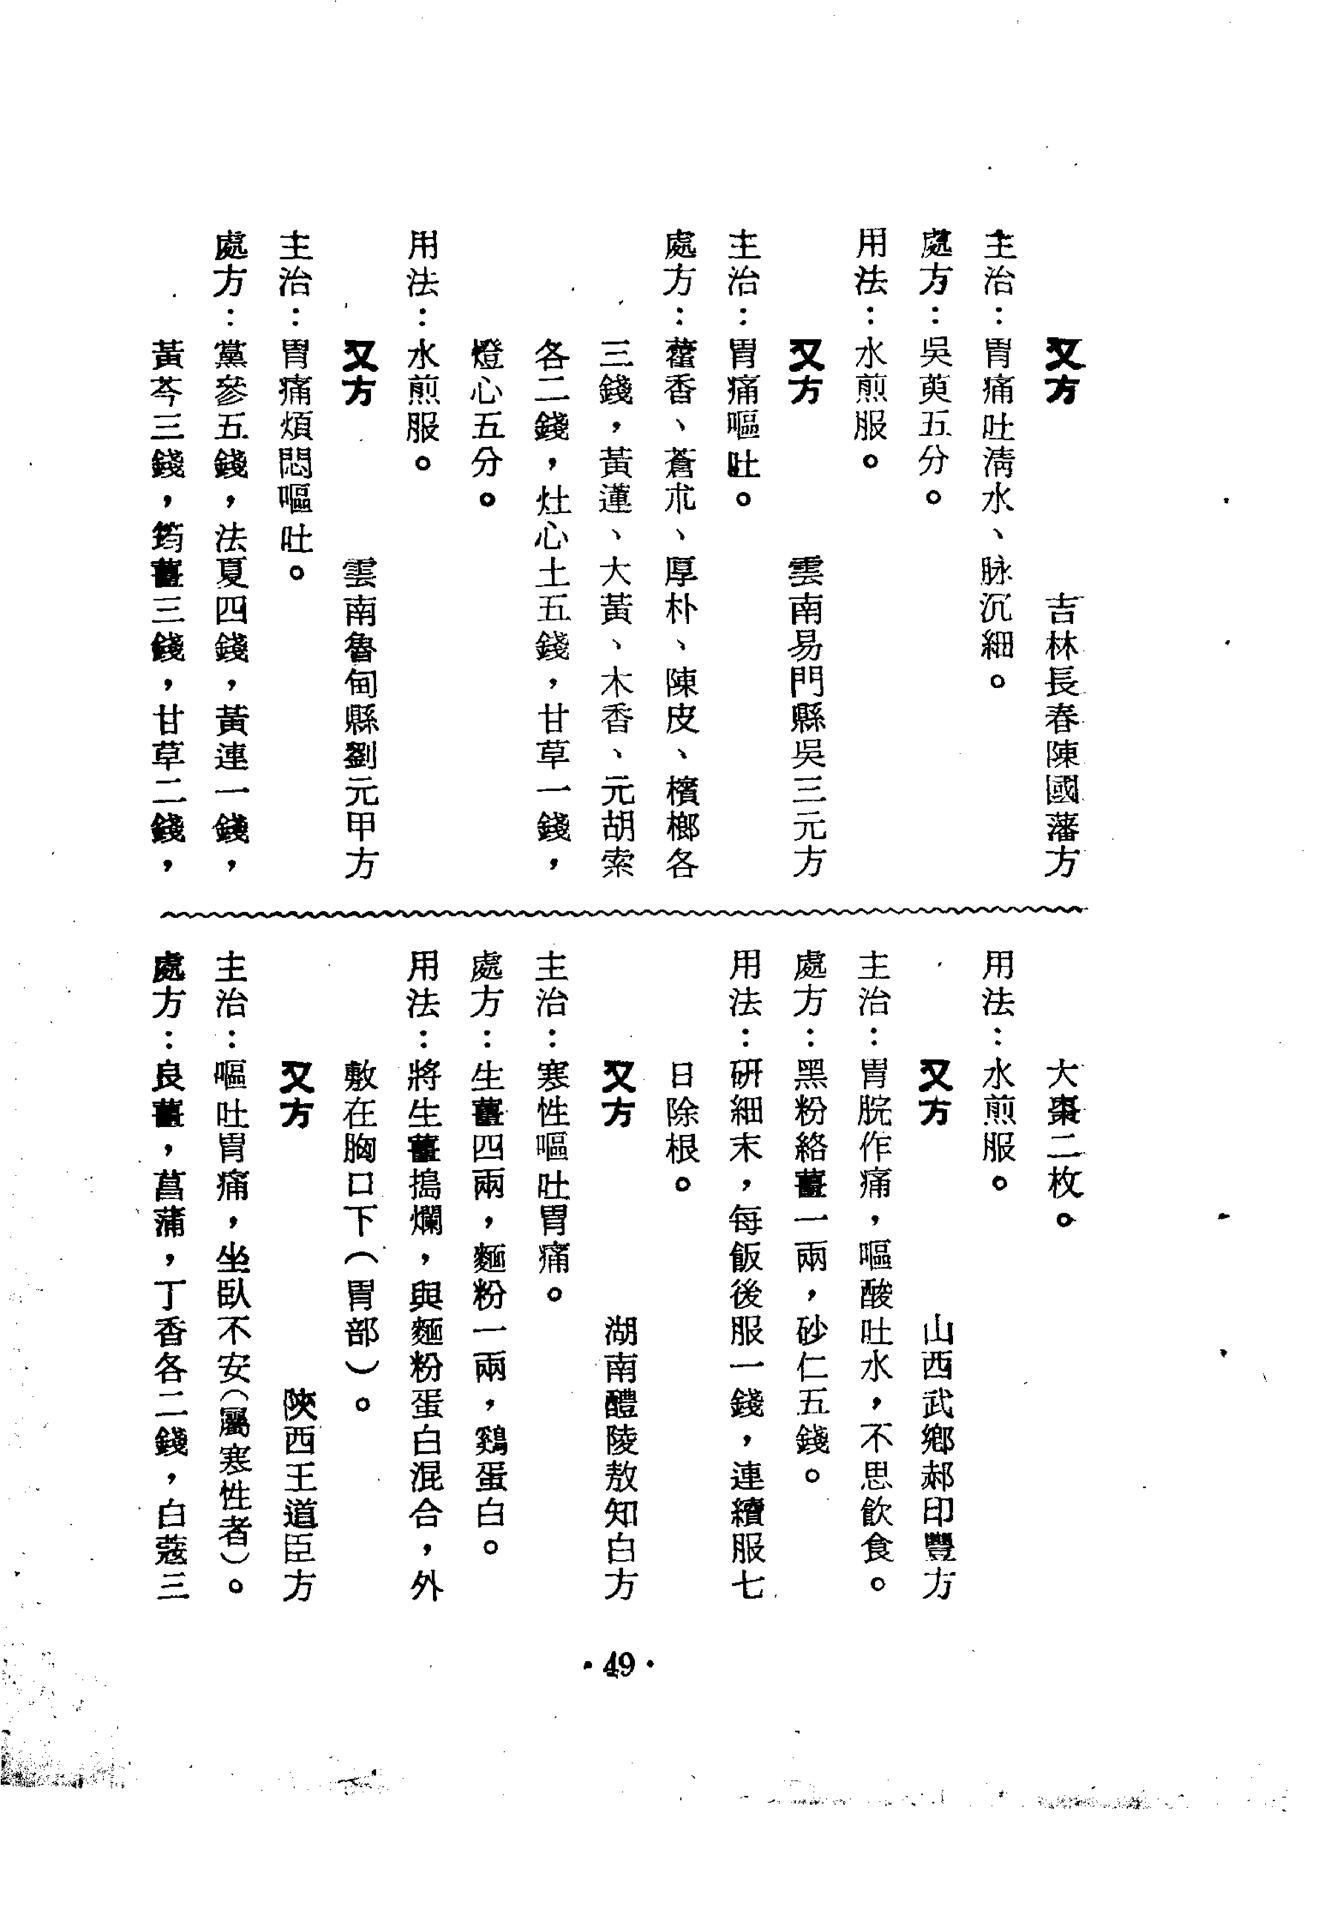 又方　吉林長春陳國藩方
主治：胃痛吐清水、脉沉細。
處方：吳萸五分。
用法：水煎服。
又方　雲南易門縣吳三元方
主治：胃痛嘔吐。
處方：藿香、蒼朮、厚朴、陳皮、檳榔各
三錢，黃蓮、大黃、木香、元胡索
各二錢，灶心土五錢，甘草一錢，
燈心五分。
用法：水煎服。
又方　雲南魯甸縣劉元甲方
主治：胃痛煩悶嘔吐。
處方：黨參五錢，法夏四錢，黃連一錢，
黃芩三錢，筠薑三錢，甘草二錢，
大棗二枚。
用法：水煎服。
又方　山西武鄉郝印豐方
主治：胃脘作痛，嘔酸吐水，不思飲食。
處方：黑粉絡薑一兩，砂仁五錢。
用法：研細末，每飯後服一錢，連續服七
日除根。
又方　湖南醴陵敖知白方
主治：寒性嘔吐胃痛。
處方：生薑四兩，麵粉一兩，鷄蛋白。
用法：將生薑搗爛，與麵粉蛋白混合，外
敷在胸口下（胃部）。
又方　陝西王道臣方
主治：嘔吐胃痛，坐臥不安（屬寒性者）。
處方：良薑，菖蒲，丁香各二錢，白蔻三
·49·